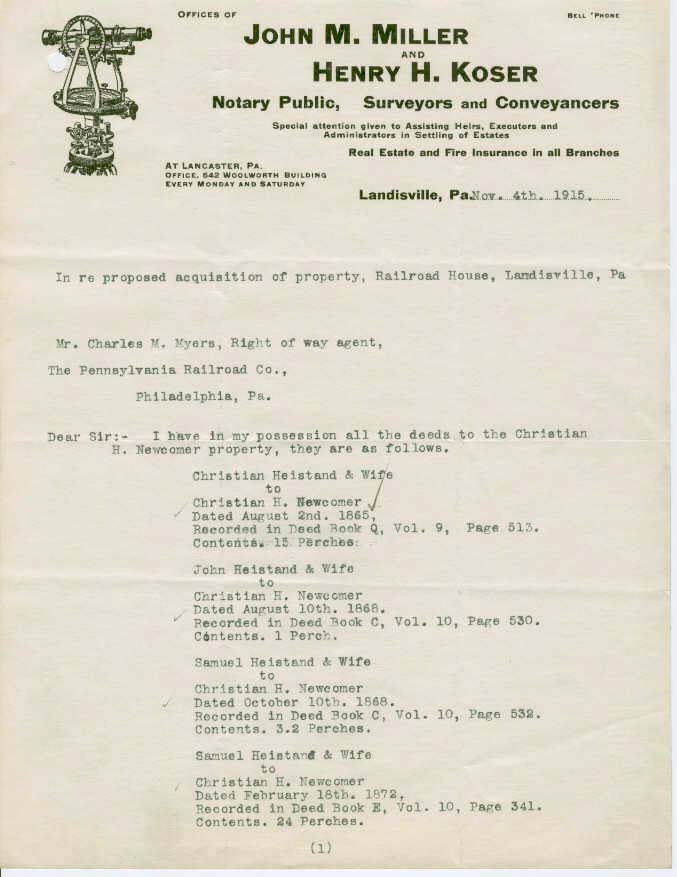 OFFICES OF
BELL 'PHONE
JOHN M. MILLER
AND
HENRY H. KOSER
Notary Public, Surveyors and Conveyancers
Special attention given to Assisting Heirs, Executors and
Administrators in Settling of Estates
Real Estate and Fire Insurance in all Branches
AT LANCASTER, PA.
OFFICE, 642 WOOLWORTH BUILDING
EVERY MONDAY AND SATURDAY
Landisville, Pa. Nov. 4th. 1915.
In re proposed acquisition of property, Railroad House, Landisville, Pa
Mr. Charles M. Myers, Right of way agent,
The Pennsylvania Railroad Co.,
Philadelphia, Pa.
Dear Sir:- I have in my possession all the deeds to the Christian
H. Newcomer property, they are as follows.
Christian Heistand & Wife
to
Christian H. Newcomer
Dated August 2nd. 1865,
Recorded in Deed Book Q, Vol. 9, Page 513.
Contents. 15 Perches.
John Heistand & Wife
to
Christian H. Newcomer
Dated August 10th. 1868.
Recorded in Deed Book C, Vol. 10, Page 530.
Contents. 1 Perch.
Samuel Heistand & Wife
to
Christian H. Newcomer
Dated October 10th. 1868.
Recorded in Deed Book C, Vol. 10, Page 532.
Contents. 3.2 Perches.
Samuel Heistand & Wife
to
Christian H. Newcomer
Dated February 18th. 1872.
Recorded in Deed Book E, Vol. 10, Page 341.
Contents. 24 Perches.
(1)